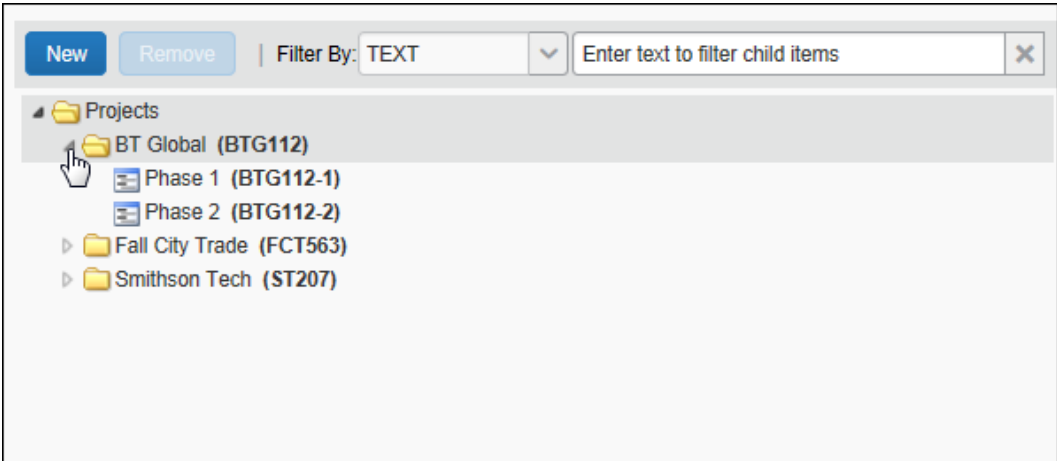 New Remove | Filter By: TEXT Enter text to filter child items
Projects
BT Global (BTG112)
Phase 1 (BTG112-1)
Phase 2 (BTG112-2)
Fall City Trade (FCT563)
Smithson Tech (ST207)